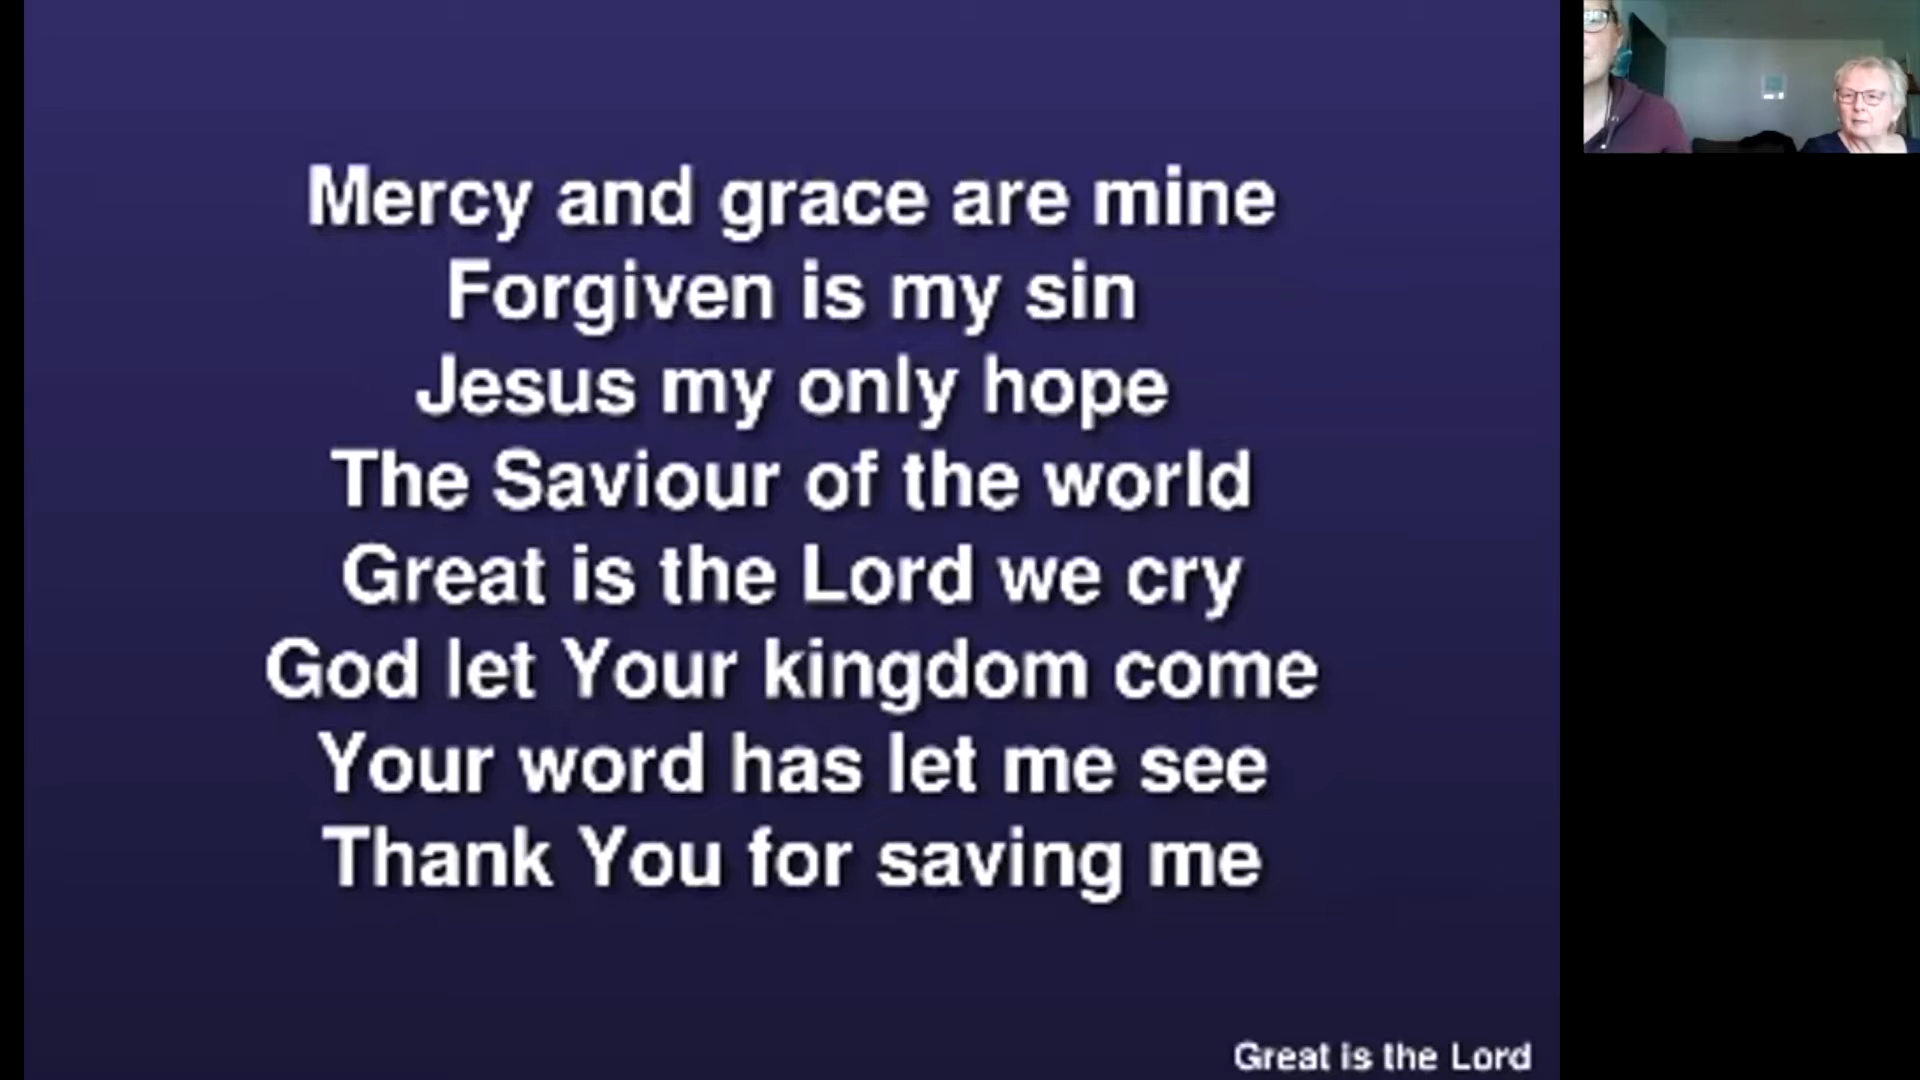 Mercy and grace are mine
Forgiven is my sin
Jesus my only hope
The Saviour of the world
Great is the Lord we cry
God let Your kingdom come
Your word has let me see
Thank You for saving me
Great is the Lord